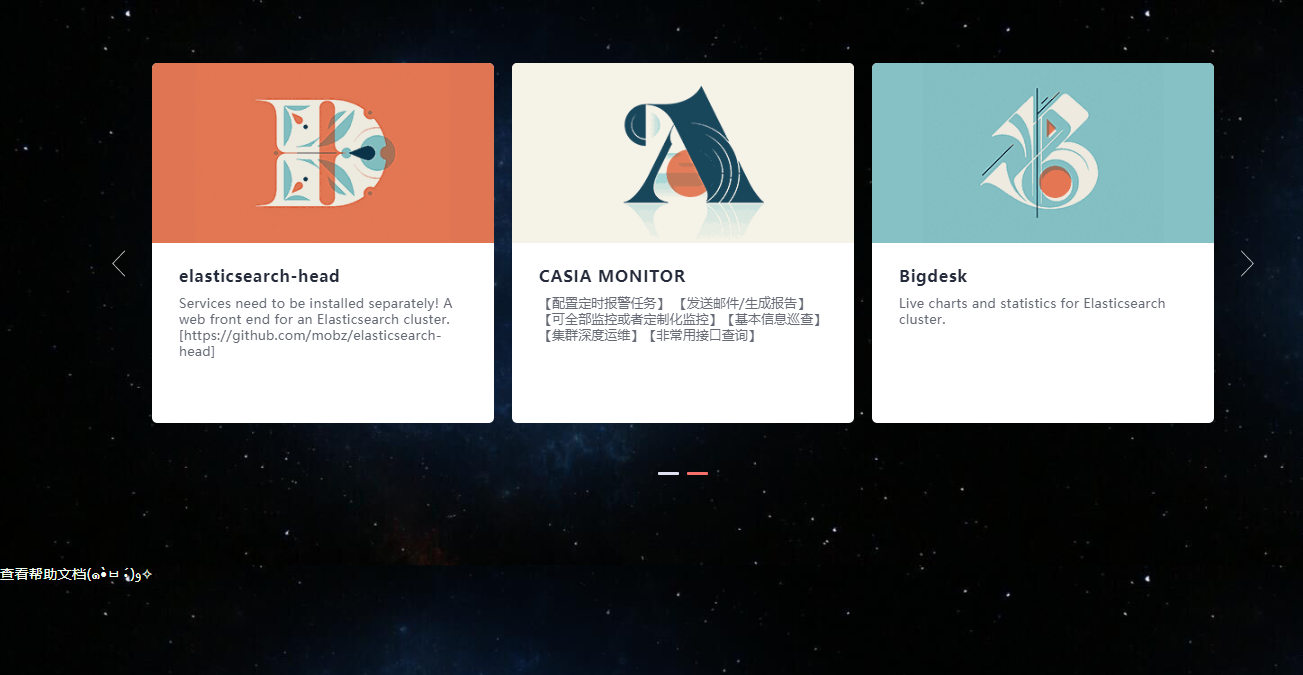 elasticsearch-head
Services need to be installed separately! A
web front end for an Elasticsearch cluster.
[https://github.com/mobz/elasticsearch-
head]
CASIA MONITOR
【配置定时报警任务】 【发送邮件/生成报告】
【可全部监控或者定制化监控】【基本信息巡查】
【集群深度运维】【非常用接口查询】
Bigdesk
Live charts and statistics for Elasticsearch
cluster.
查看帮助文档(๑•̀ㅂ•́)و✧